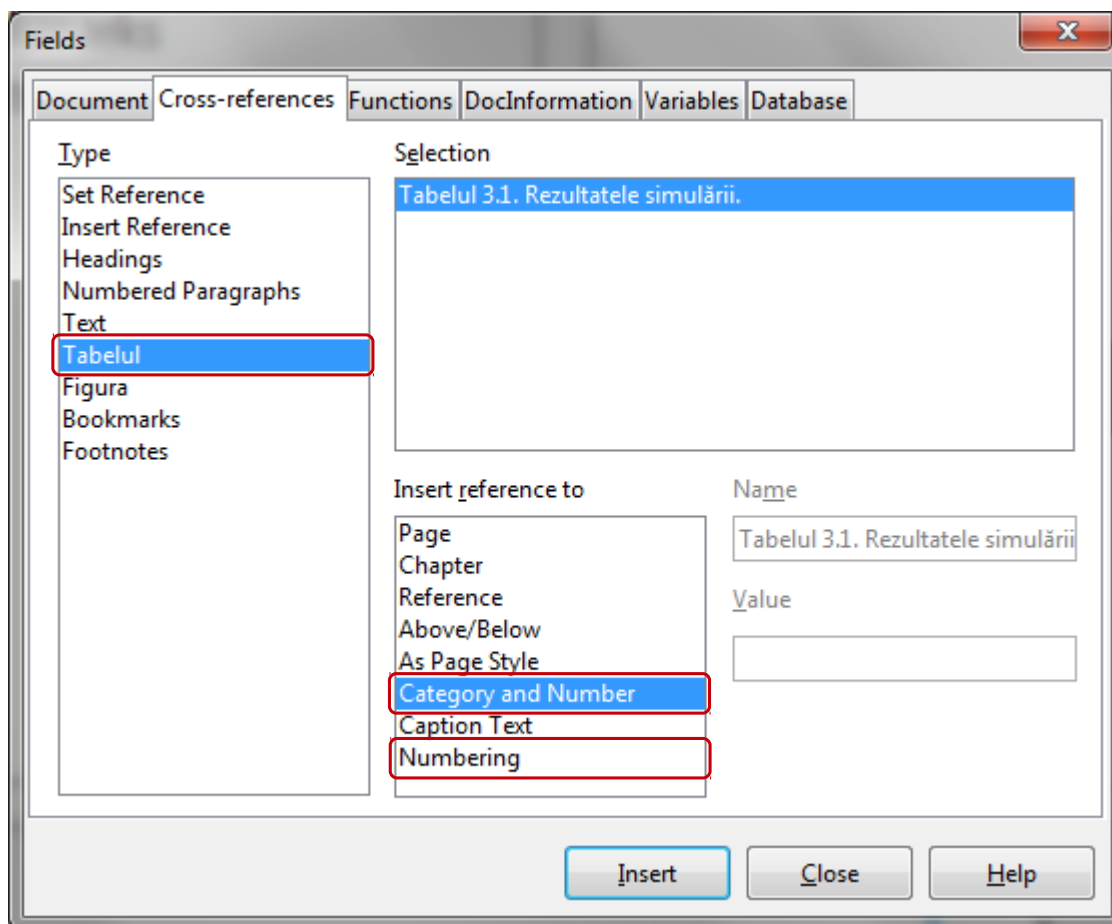 Fields
X
Document Cross-references Functions DocInformation Variables Database
Type
Set Reference
Insert Reference
Headings
Numbered Paragraphs
Text
Tabelul
Figura
Bookmarks
Footnotes
Selection
Tabelul 3.1. Rezultatele simulării.
Insert reference to
Page
Chapter
Reference
Above/Below
As Page Style
Category and Number
Caption Text
Numbering
Name
Tabelul 3.1. Rezultatele simulării
Value
Insert Close Help